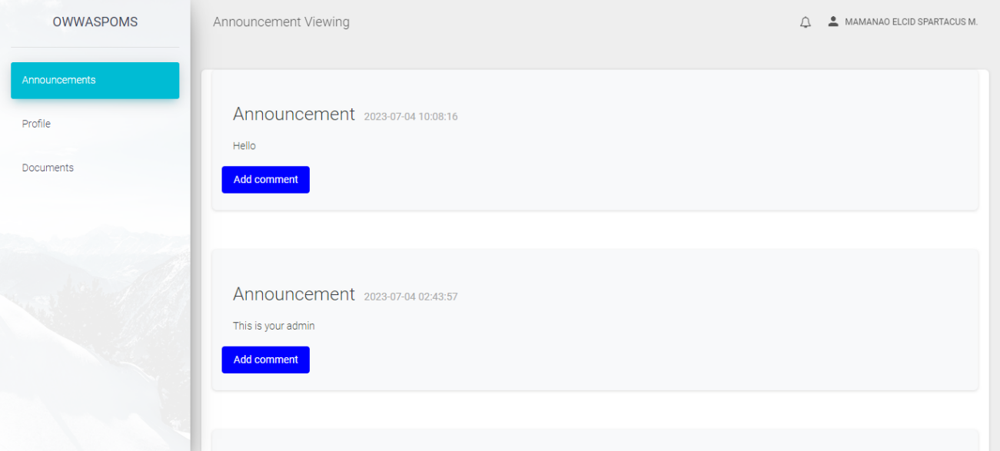 OWWASPOMS
Announcements
Profile
Documents
Announcement Viewing
MAMANAO ELCID SPARTACUS M.
Announcement 2023-07-04 10:08:16
Hello
Add comment
Announcement 2023-07-04 02:43:57
This is your admin
Add comment